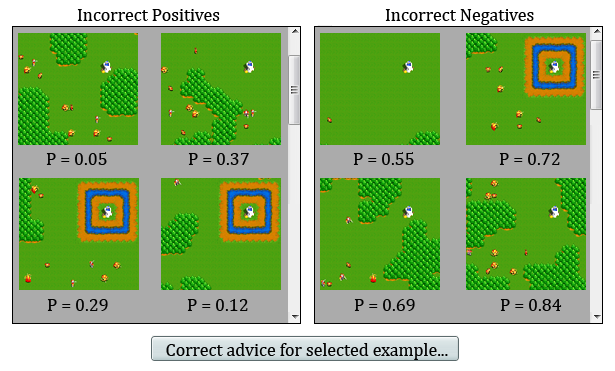 Incorrect Positives
Incorrect Negatives
P = 0.05
P = 0.37
P = 0.55
P = 0.72
P = 0.29
P = 0.12
P = 0.69
P = 0.84
Correct advice for selected example...